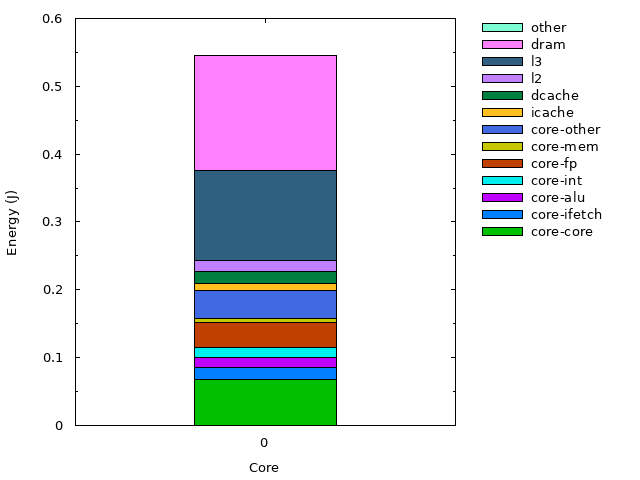 0.6
0.5
0.4
0.3
0.2
0.1
0
Energy (J)
0
Core
other
dram
l3
l2
dcache
icache
core-other
core-mem
core-fp
core-int
core-alu
core-ifetch
core-core